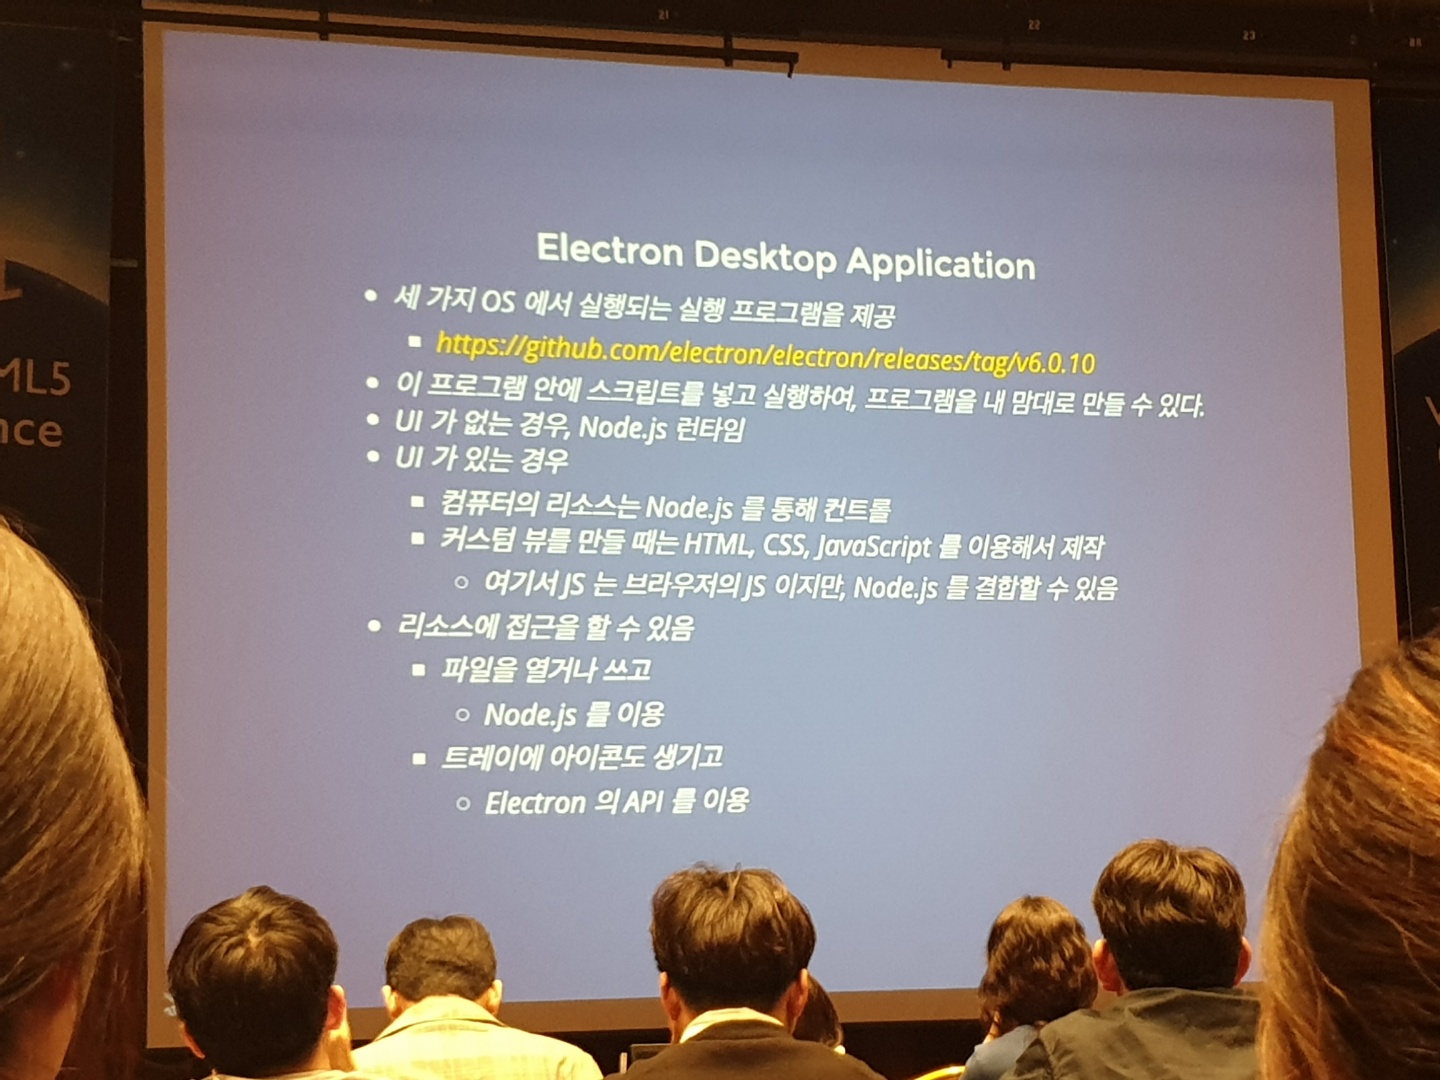 21
22
23
Electron Desktop Application
세 가지 OS 에서 실행되는 실행 프로그램을 제공
https://github.com/electron/electron/releases/tag/v6.0.10
이 프로그램 안에 스크립트를 넣고 실행하여, 프로그램을 내 맘대로 만들 수 있다.
UI 가 없는 경우, Node.js 런타임
UI 가 있는 경우
컴퓨터의 리소스는 Node.js 를 통해 컨트롤
커스텀 뷰를 만들 때는 HTML, CSS, JavaScript 를 이용해서 제작
여기서 JS 는 브라우저의 JS 이지만, Node.js 를 결합할 수 있음
리소스에 접근을 할 수 있음
파일을 열거나 쓰고
Node.js 를 이용
트레이에 아이콘도 생기고
Electron 의 API 를 이용
ML5
nce